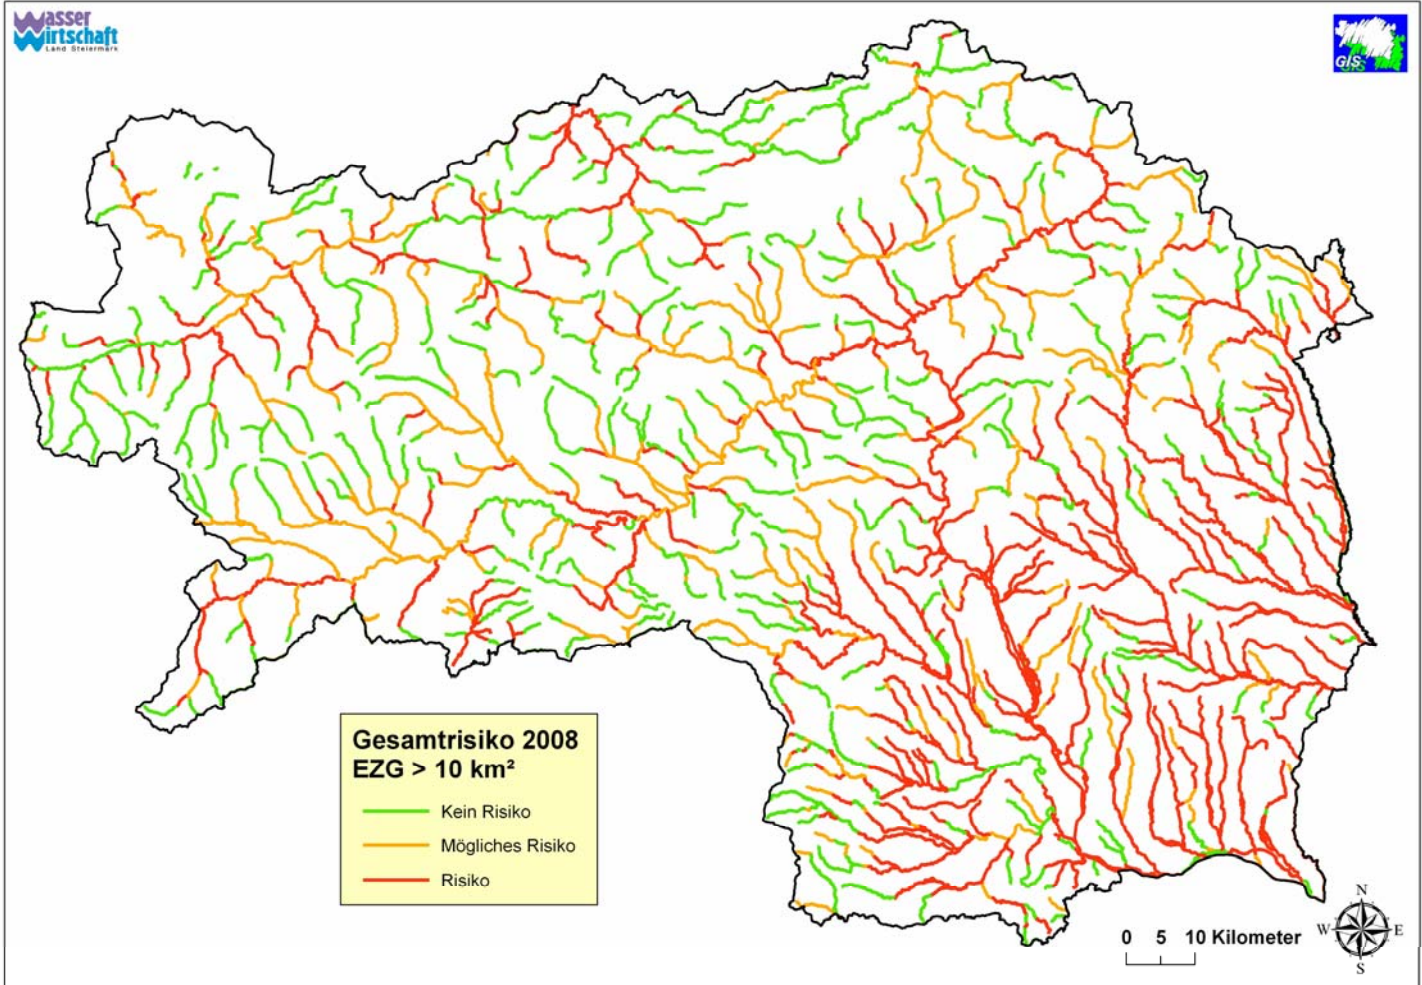 Wasser
Wirtschaft
Land Steiermark
GIS
Gesamtrisiko 2008
EZG > 10 km²
Kein Risiko
Mögliches Risiko
Risiko
0 5 10 Kilometer
N
W E
S